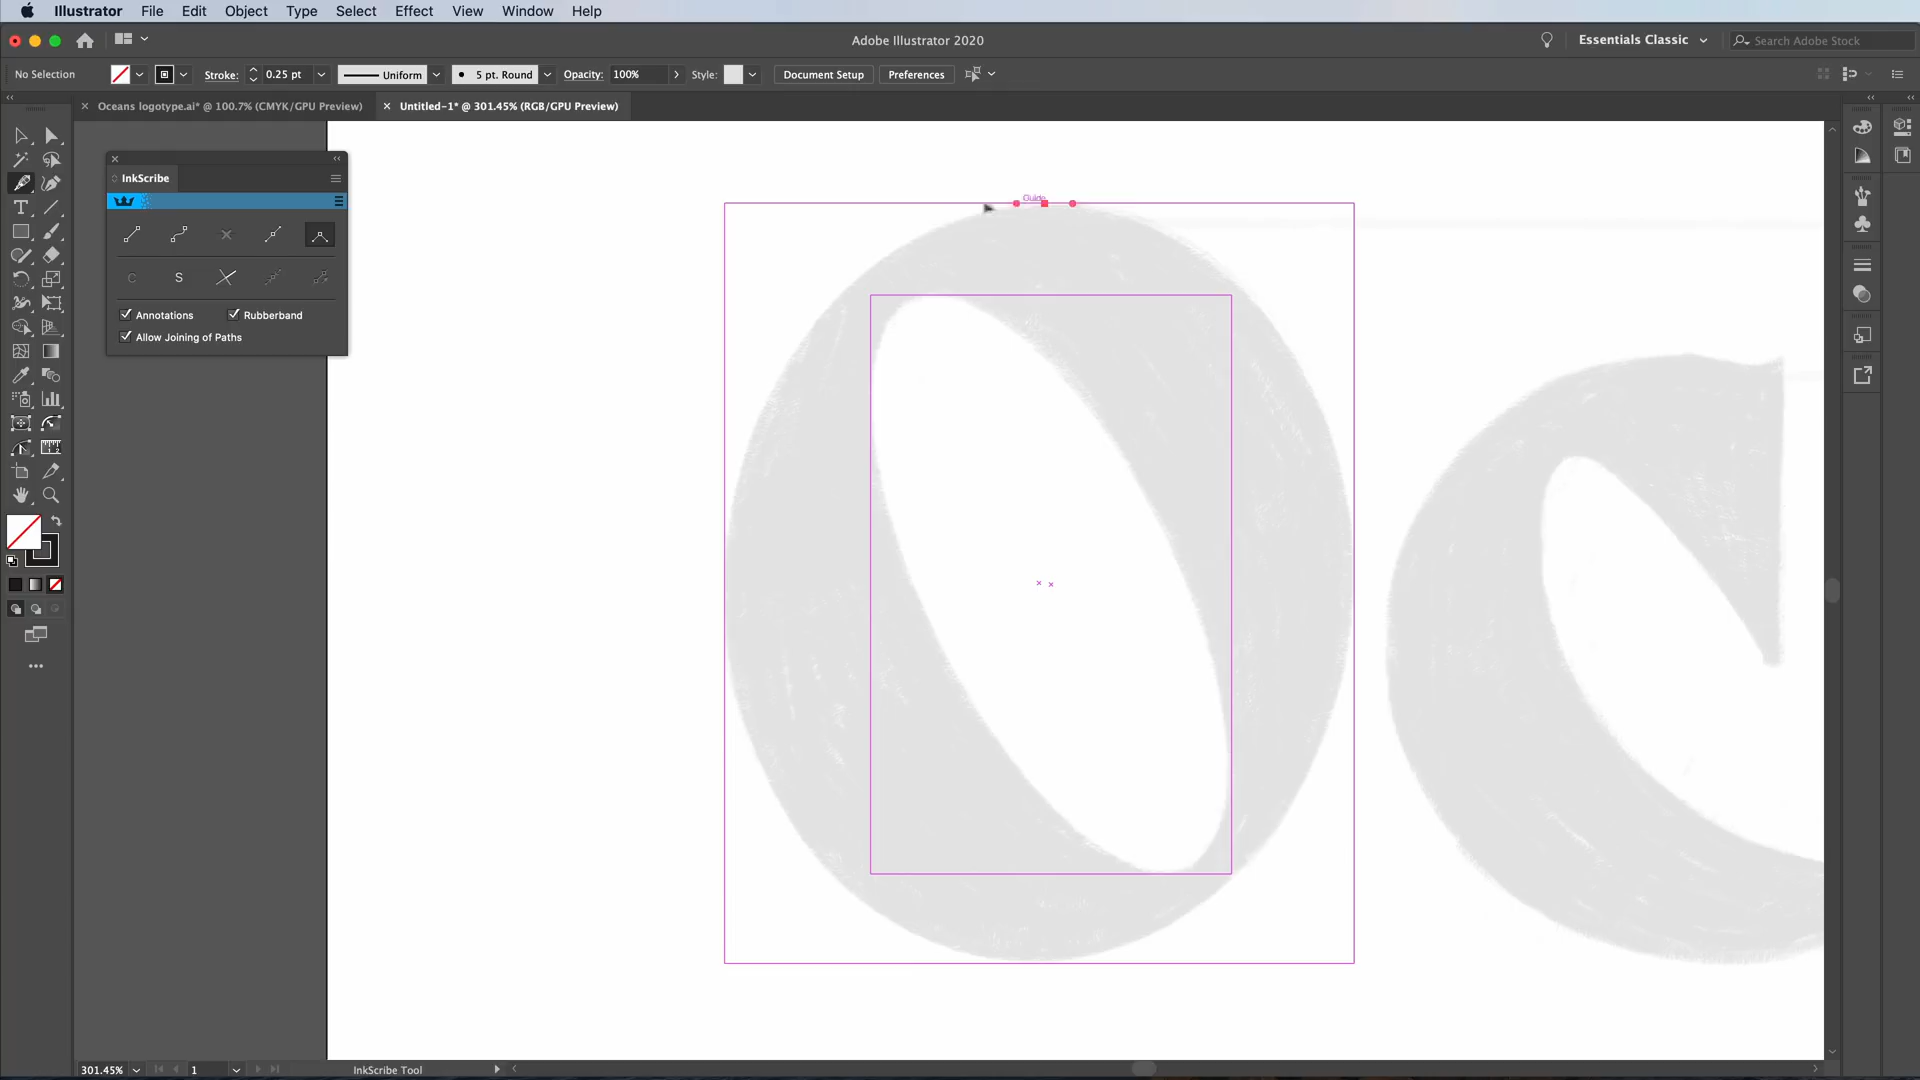 Illustrator File Edit Object Type Select Effect View Window Help
Adobe Illustrator 2020
Essentials Classic
Search Adobe Stock
No Selection
Stroke: 0.25 pt
Uniform
5 pt. Round
Opacity: 100%
Style:
Document Setup
Preferences
Oceans logotype.ai* @ 100.7% (CMYK/GPU Preview)
Untitled-1* @ 301.45% (RGB/GPU Preview)
InkScribe
C S
Annotations
Rubberband
Allow Joining of Paths
Guide
Oc
301.45%
1
InkScribe Tool